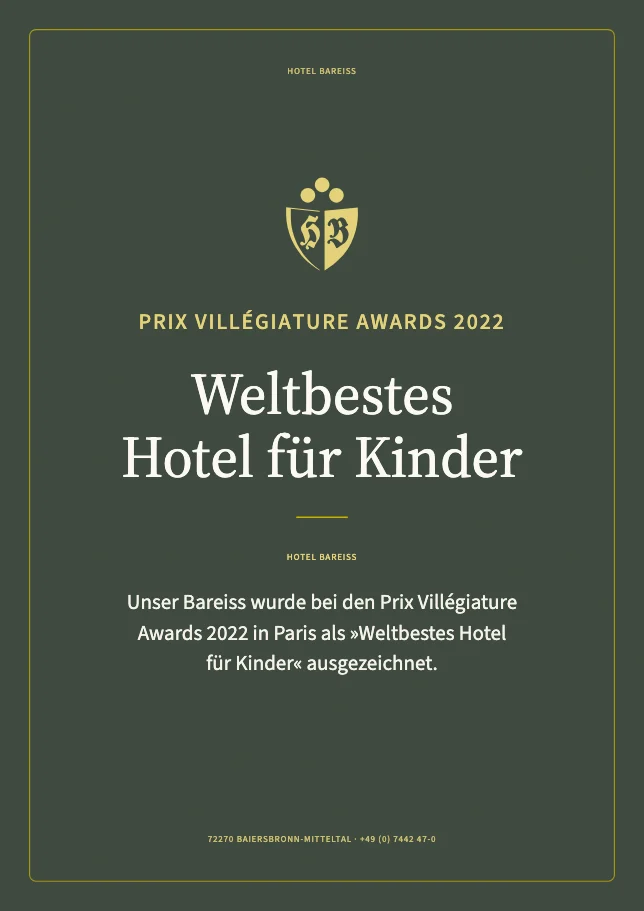 HOTEL BAREISS
H B
PRIX VILLÉGIATURE AWARDS 2022
Weltbestes
Hotel für Kinder
HOTEL BAREISS
Unser Bareiss wurde bei den Prix Villégiature
Awards 2022 in Paris als »Weltbestes Hotel
für Kinder« ausgezeichnet.
72270 BAIERSBRONN-MITTELTAL · +49 (0) 7442 47-0